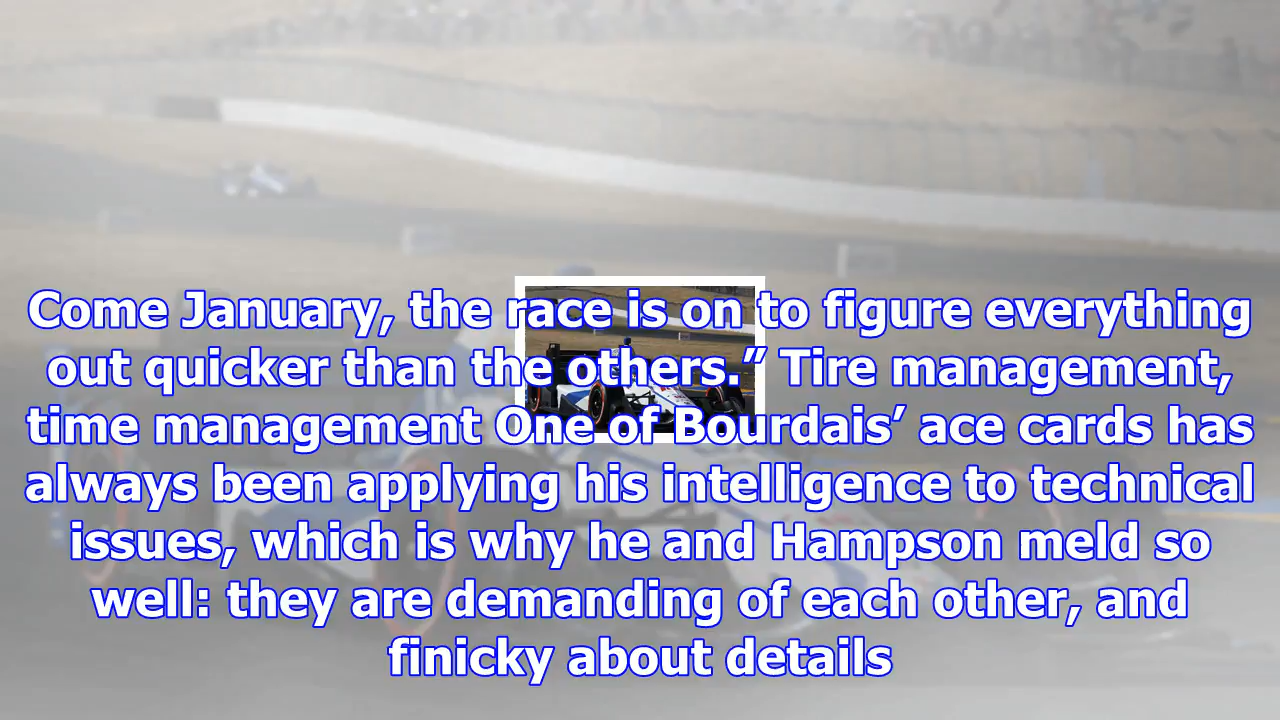 Come January, the race is on to figure everything
out quicker than the others.” Tire management,
time management One of Bourdais’ ace cards has
always been applying his intelligence to technical
issues, which is why he and Hampson meld so
well: they are demanding of each other, and
finicky about details